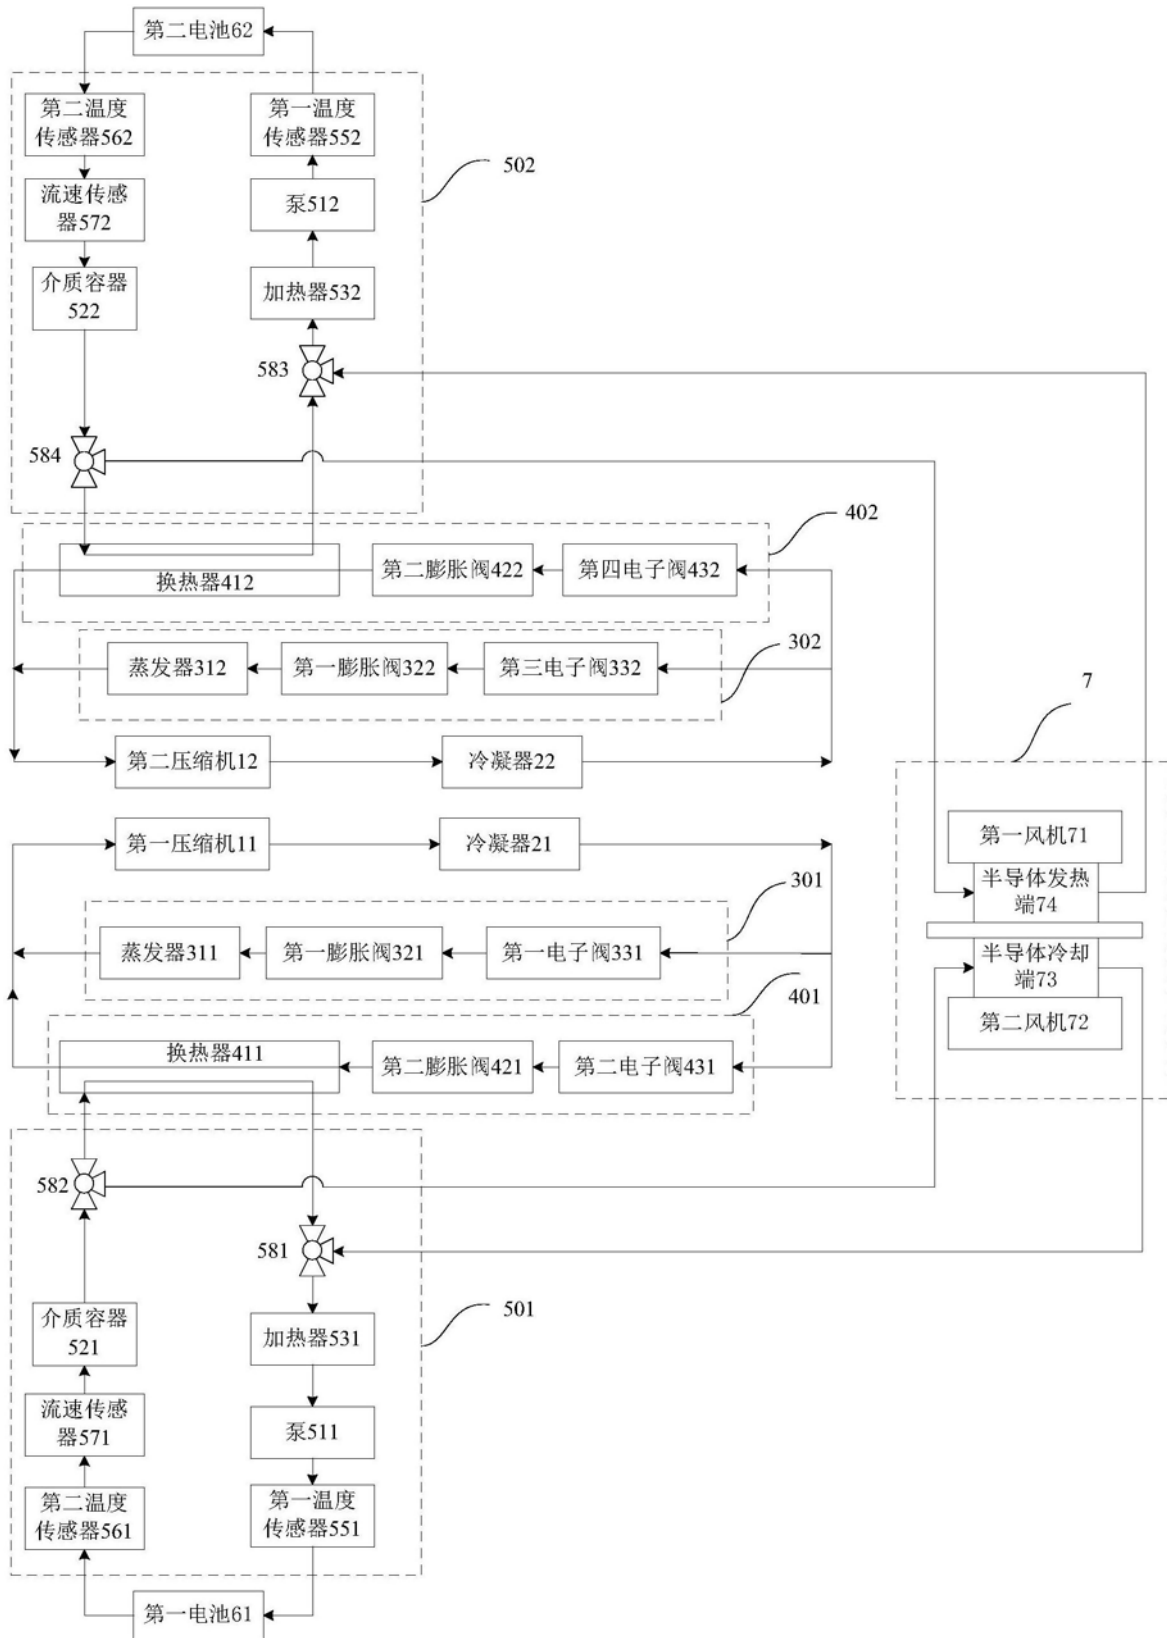 第二电池62
第二温度
传感器562
第一温度
传感器552
502
流速传感
器572
泵512
介质容器
522
加热器532
583
584
402
换热器412
第二膨胀阀422
第四电子阀432
蒸发器312
第一膨胀阀322
第三电子阀332
302
7
第二压缩机12
冷凝器22
第一压缩机11
冷凝器21
第一风机71
半导体发热
端74
301
蒸发器311
第一膨胀阀321
第一电子阀331
半导体冷却
端73
401
第二风机72
换热器411
第二膨胀阀421
第二电子阀431
582
581
501
介质容器
521
加热器531
流速传感
器571
泵511
第二温度
传感器561
第一温度
传感器551
第一电池61